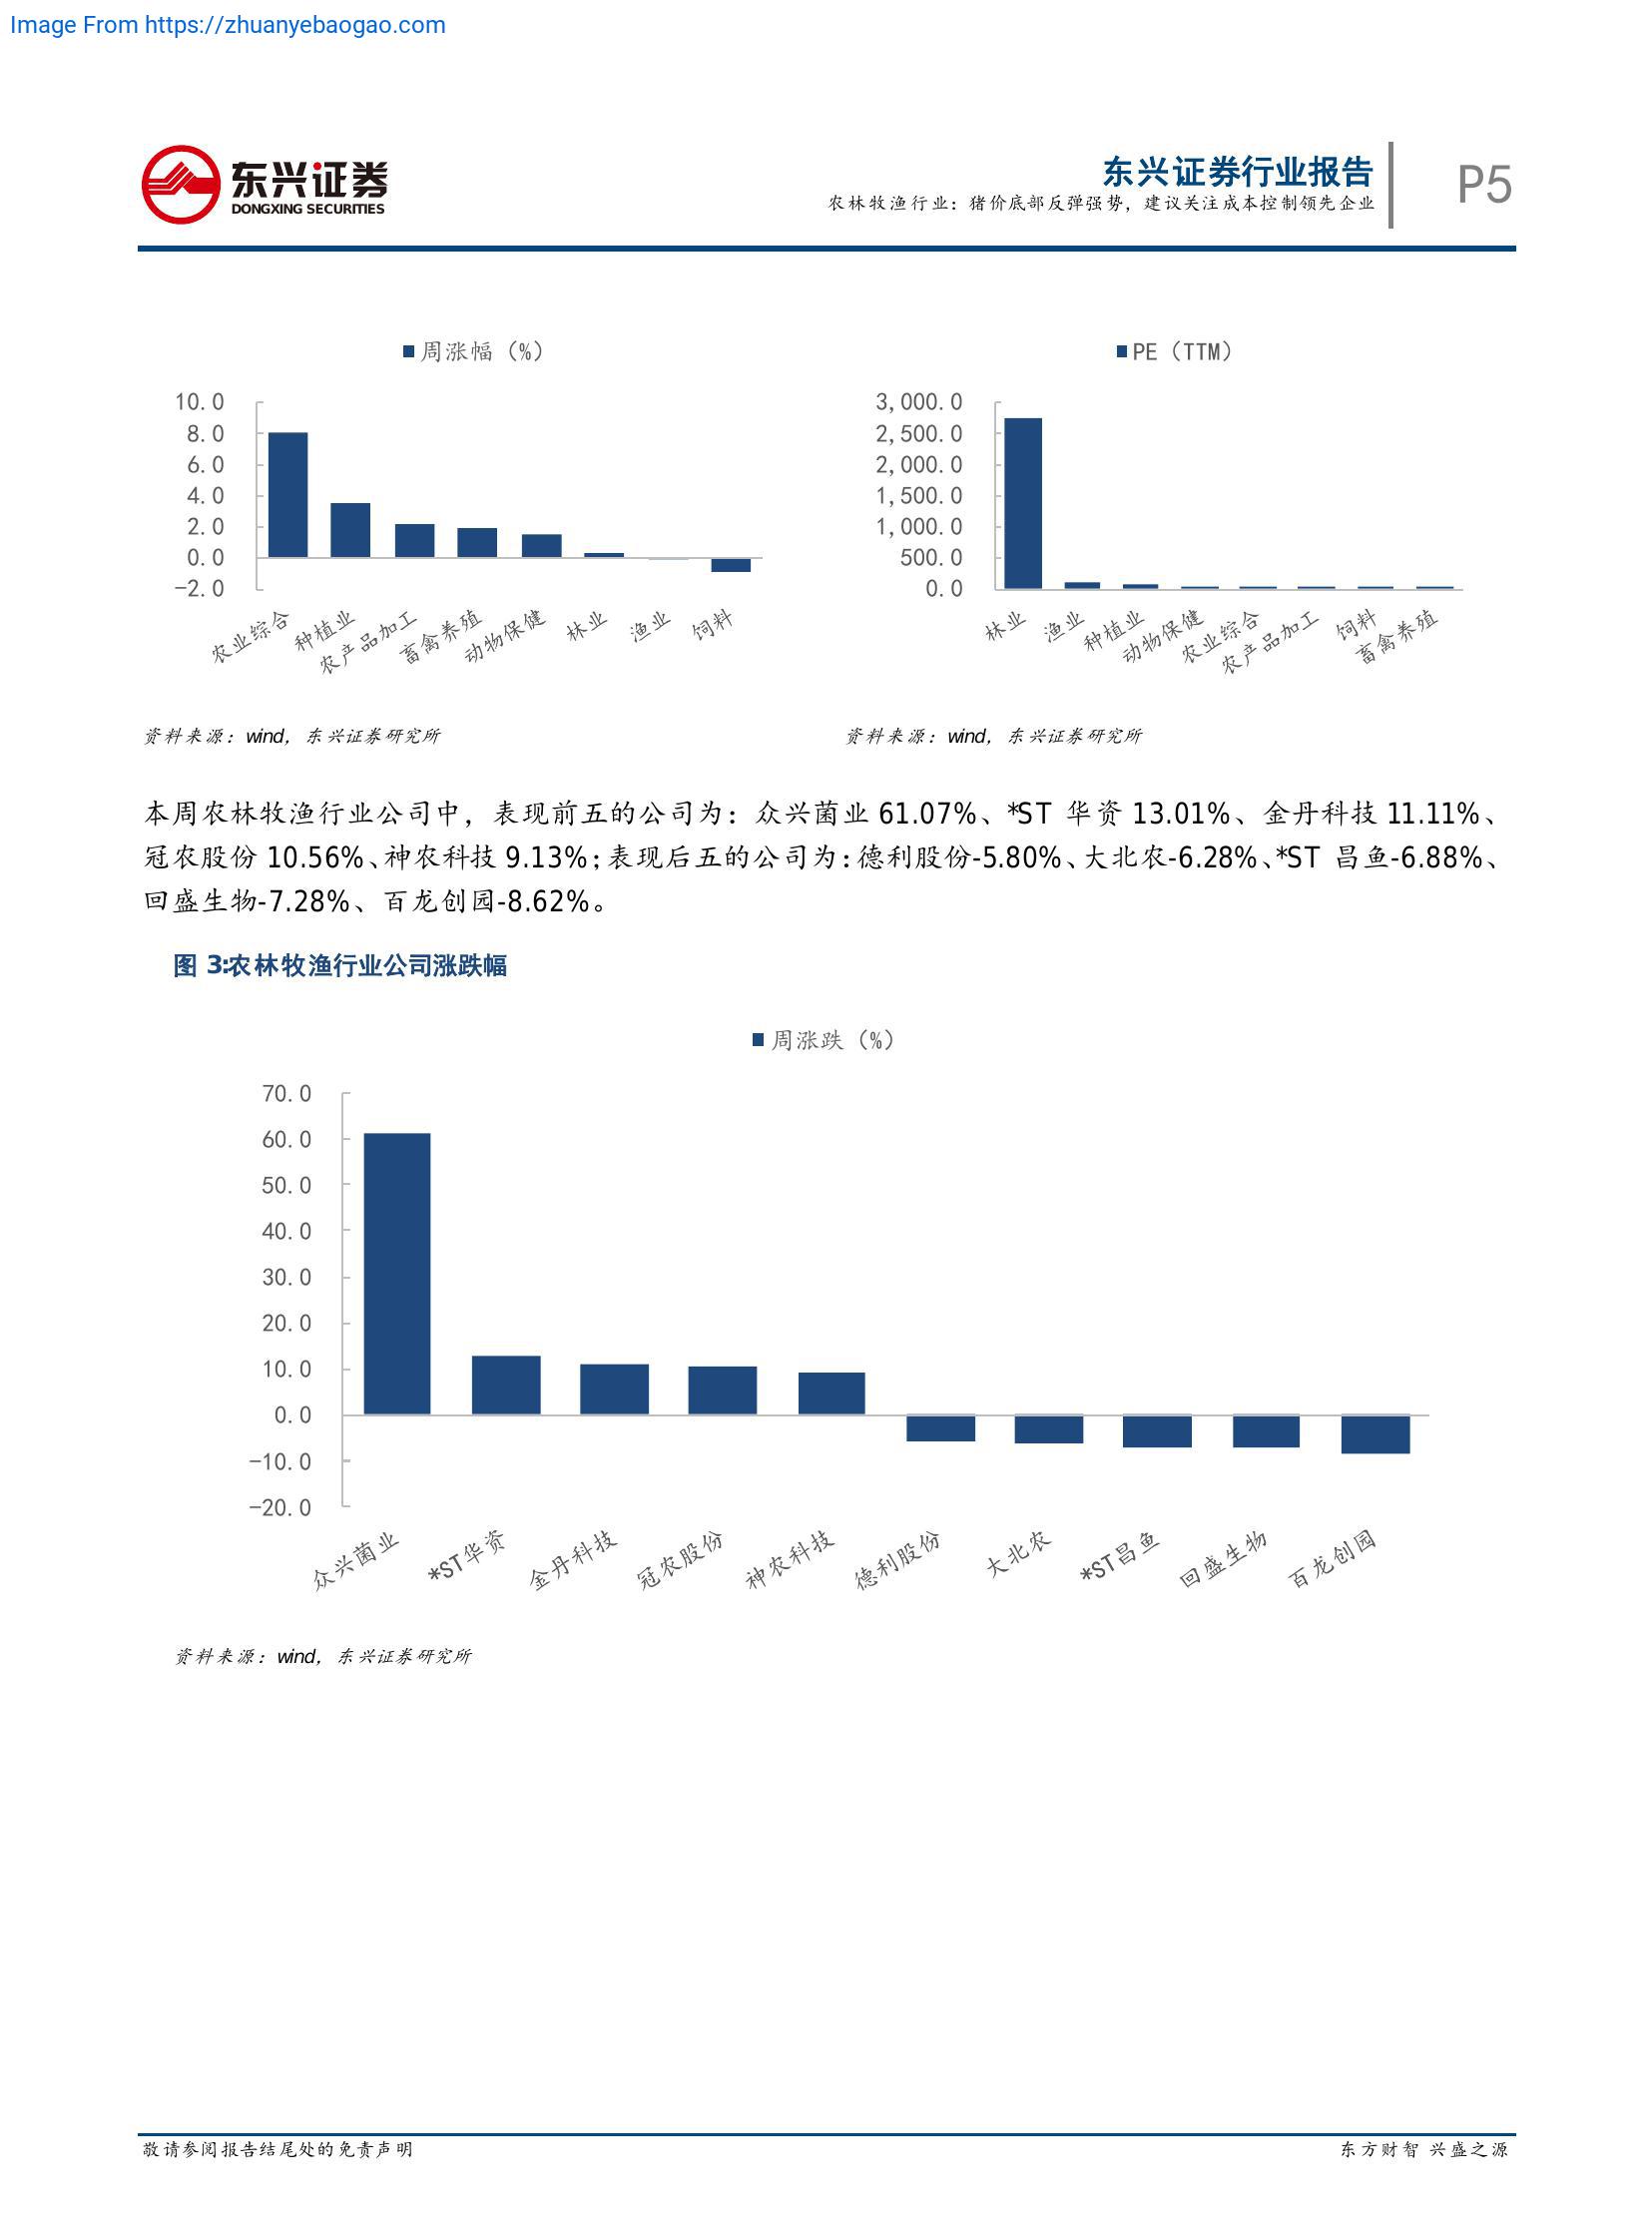 Image From https://zhuanyebaogao.com
东兴证券
DONGXING SECURITIES
东兴证券行业报告
农林牧渔行业：猪价底部反弹强势，建议关注成本控制领先企业
P5
周涨幅（%）
10.0
8.0
6.0
4.0
2.0
0.0
-2.0
农业综合
种植业
农产品加工
畜禽养殖
动物保健
林业
渔业
饲料
PE（TTM）
3,000.0
2,500.0
2,000.0
1,500.0
1,000.0
500.0
0.0
林业
渔业
种植业
动物保健
农业综合
农产品加工
饲料
畜禽养殖
资料来源：wind，东兴证券研究所
资料来源：wind，东兴证券研究所
本周农林牧渔行业公司中，表现前五的公司为：众兴菌业 61.07%、*ST 华资 13.01%、金丹科技 11.11%、
冠农股份 10.56%、神农科技 9.13%；表现后五的公司为：德利股份-5.80%、大北农-6.28%、*ST 昌鱼-6.88%、
回盛生物-7.28%、百龙创园-8.62%。
图 3:农林牧渔行业公司涨跌幅
周涨跌（%）
70.0
60.0
50.0
40.0
30.0
20.0
10.0
0.0
-10.0
-20.0
众兴菌业
*ST华资
金丹科技
冠农股份
神农科技
德利股份
大北农
*ST昌鱼
回盛生物
百龙创园
资料来源：wind，东兴证券研究所
敬请参阅报告结尾处的免责声明
东方财智 兴盛之源